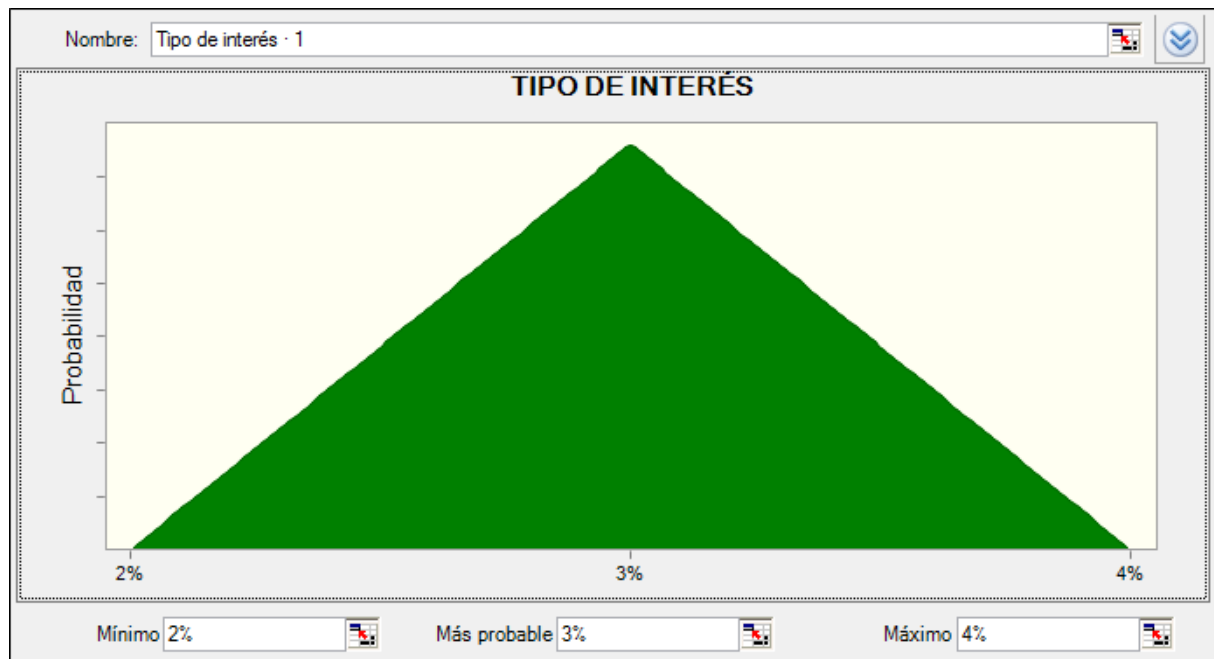 Nombre: Tipo de interés · 1
TIPO DE INTERÉS
Probabilidad
2% 3% 4%
Mínimo 2% Más probable 3% Máximo 4%